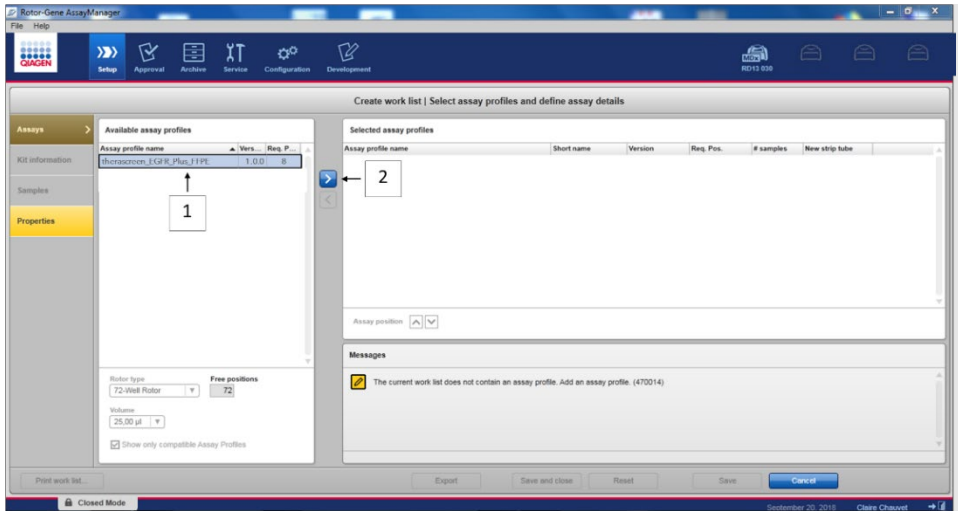 Rotor-Gene AssayManager
File Help
QIAGEN
Setup Approval Archive Service Configuration Development
MDx
RD13 030
Create work list | Select assay profiles and define assay details
Assays
Kit information
Samples
Properties
Available assay profiles
Assay profile name Vers... Req. P...
therascreen_EGFR_Plus_FFPE 1.0.0 8
1
2
Selected assay profiles
Assay profile name Short name Version Req. Pos. # samples New strip tube
Assay position
Rotor type Free positions
72-Well Rotor 72
Volume
25,00 µl
Show only compatible Assay Profiles
Messages
The current work list does not contain an assay profile. Add an assay profile. (470014)
Print work list... Export Save and close Reset Save Cancel
Closed Mode
September 20, 2018 Claire Chauvet